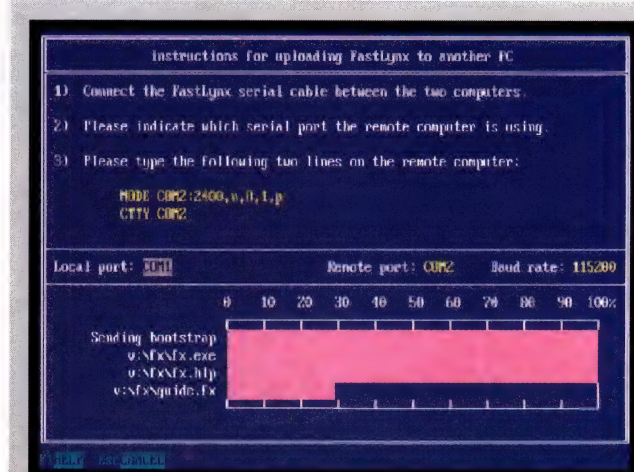 Instructions for uploading FastLynx to another PC
1) Connect the FastLynx serial cable between the two computers.
2) Please indicate which serial port the remote computer is using.
3) Please type the following two lines on the remote computer:
MODE COM2:2400,n,8,1,p
CTTY COM2
Local port: COM1 Remote port: COM2 Baud rate: 115200
0 10 20 30 40 50 60 70 80 90 100%
Sending bootstrap
v:\fx\fx.exe
v:\fx\fx.hlp
v:\fx\guide.fx
HELP CANCEL